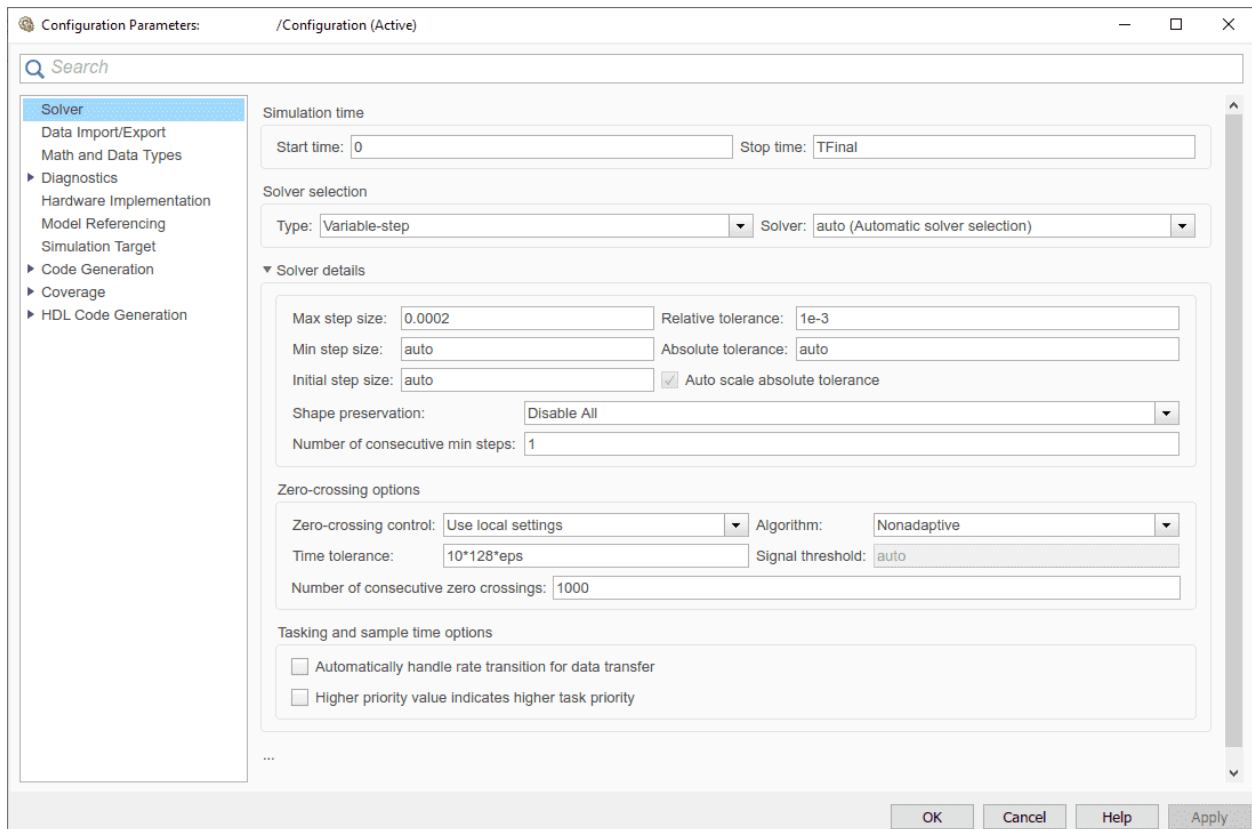 Configuration Parameters: /Configuration (Active)
Search
Solver
Data Import/Export
Math and Data Types
Diagnostics
Hardware Implementation
Model Referencing
Simulation Target
Code Generation
Coverage
HDL Code Generation
Simulation time
Start time: 0 Stop time: TFinal
Solver selection
Type: Variable-step Solver: auto (Automatic solver selection)
Solver details
Max step size: 0.0002 Relative tolerance: 1e-3
Min step size: auto Absolute tolerance: auto
Initial step size: auto Auto scale absolute tolerance
Shape preservation: Disable All
Number of consecutive min steps: 1
Zero-crossing options
Zero-crossing control: Use local settings Algorithm: Nonadaptive
Time tolerance: 10*128*eps Signal threshold: auto
Number of consecutive zero crossings: 1000
Tasking and sample time options
Automatically handle rate transition for data transfer
Higher priority value indicates higher task priority
...
OK Cancel Help Apply